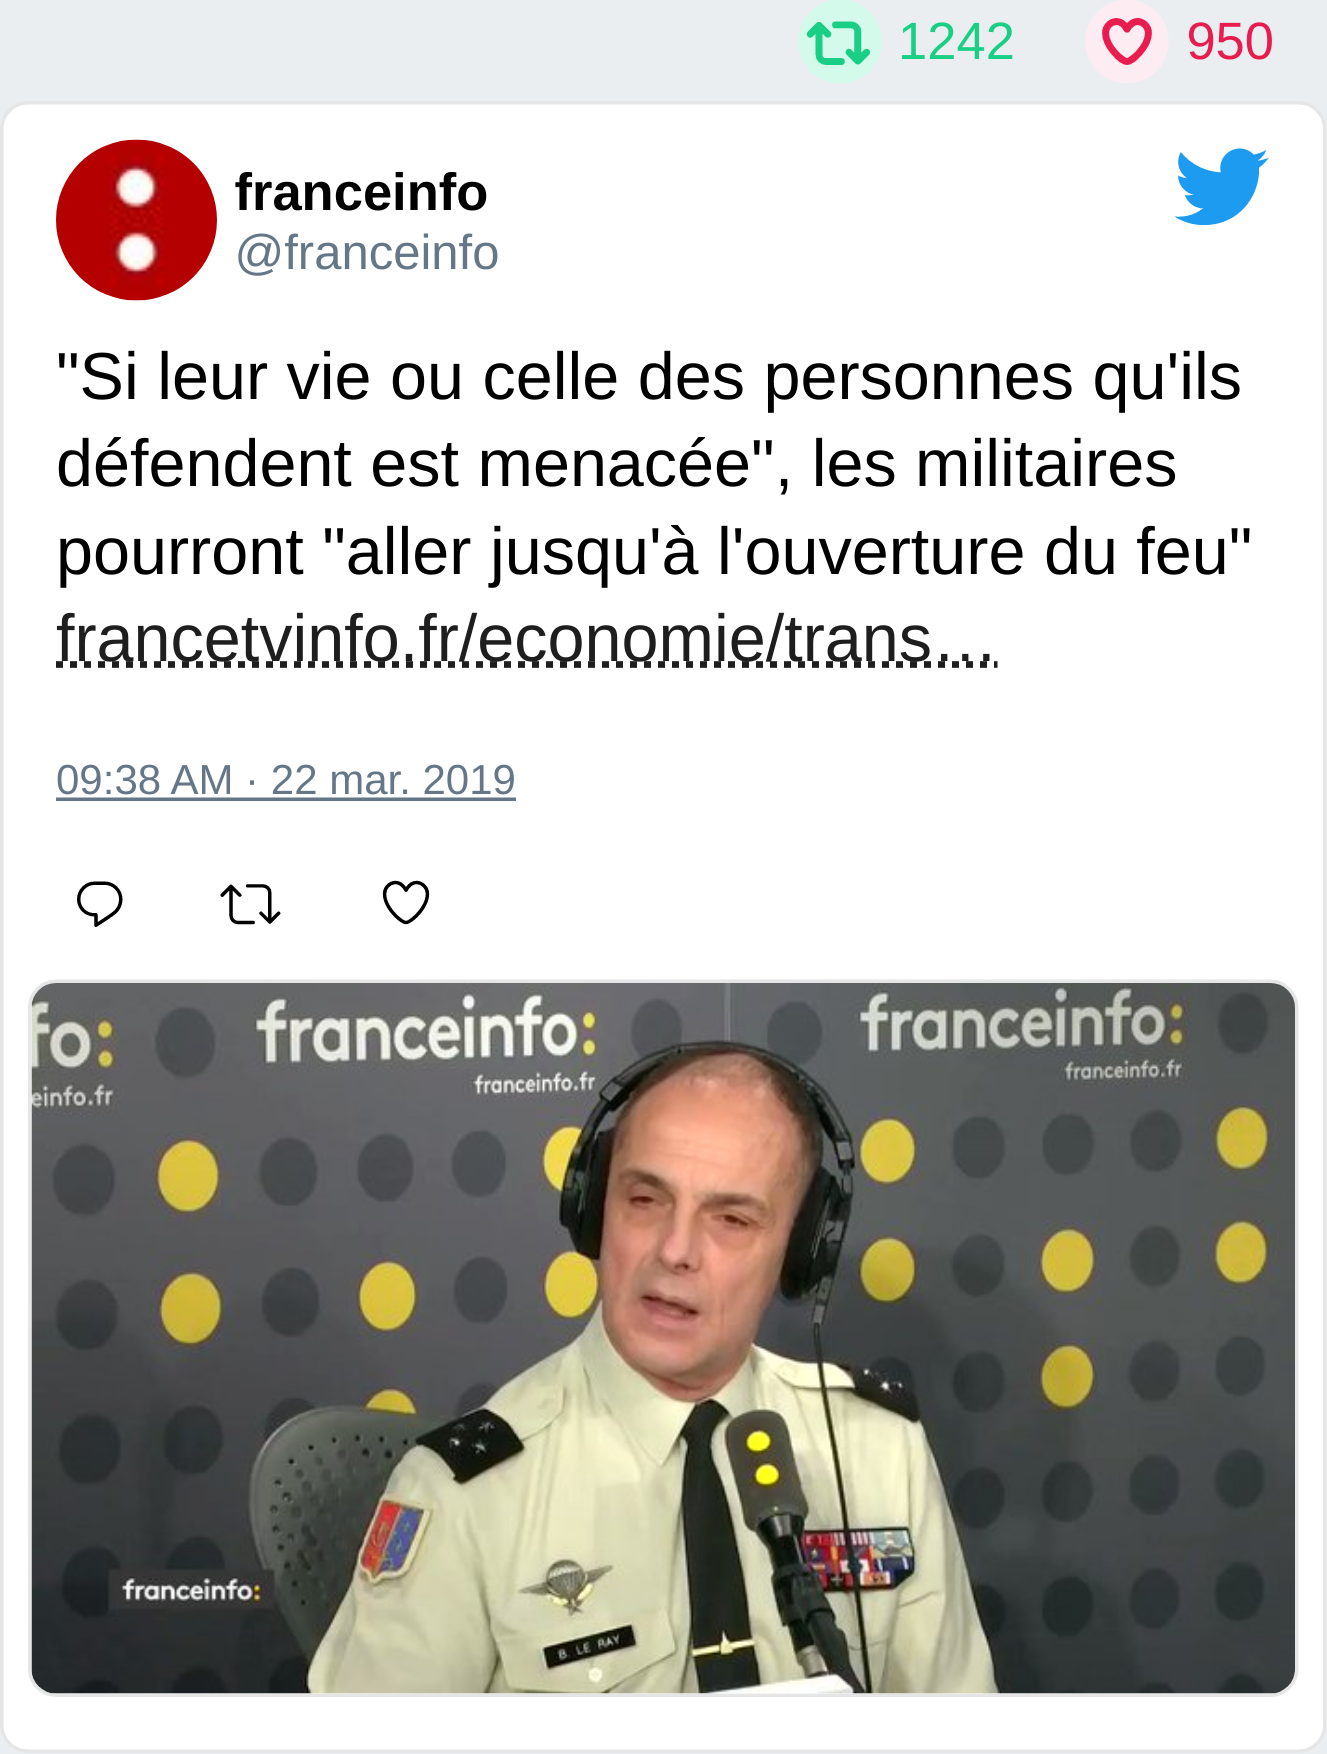 1242 950
franceinfo
@franceinfo
"Si leur vie ou celle des personnes qu'ils
défendent est menacée", les militaires
pourront "aller jusqu'à l'ouverture du feu"
francetvinfo.fr/economie/trans…
09:38 AM · 22 mar. 2019
fo: franceinfo: franceinfo:
einfo.fr franceinfo.fr franceinfo.fr
franceinfo:
B. LE RAY